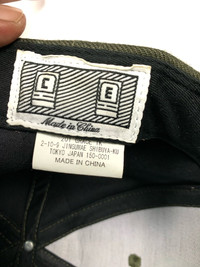 C E
Made in China
2-10-9 JINGUMAE SHIBUYA-KU
TOKYO JAPAN 150-0001
MADE IN CHINA